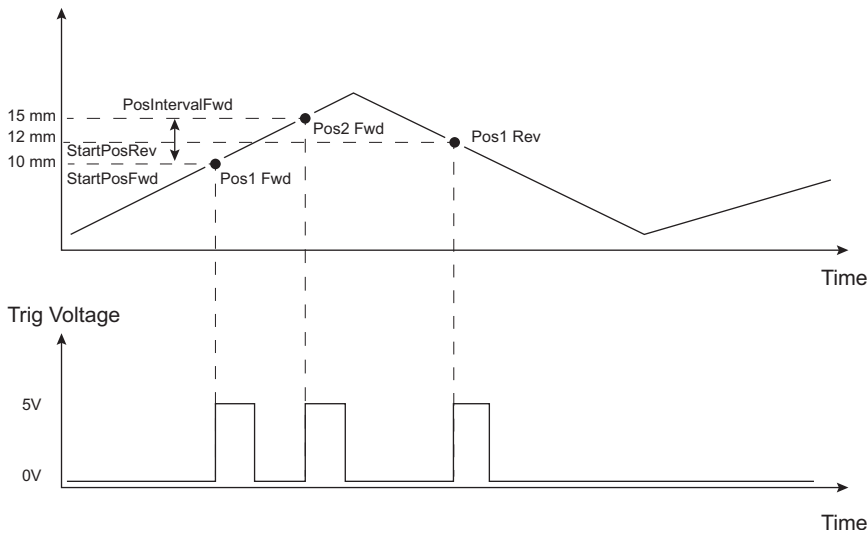 PosIntervalFwd
15 mm
Pos2 Fwd
12 mm
Pos1 Rev
StartPosRev
10 mm
StartPosFwd
Pos1 Fwd
Time
Trig Voltage
5V
0V
Time